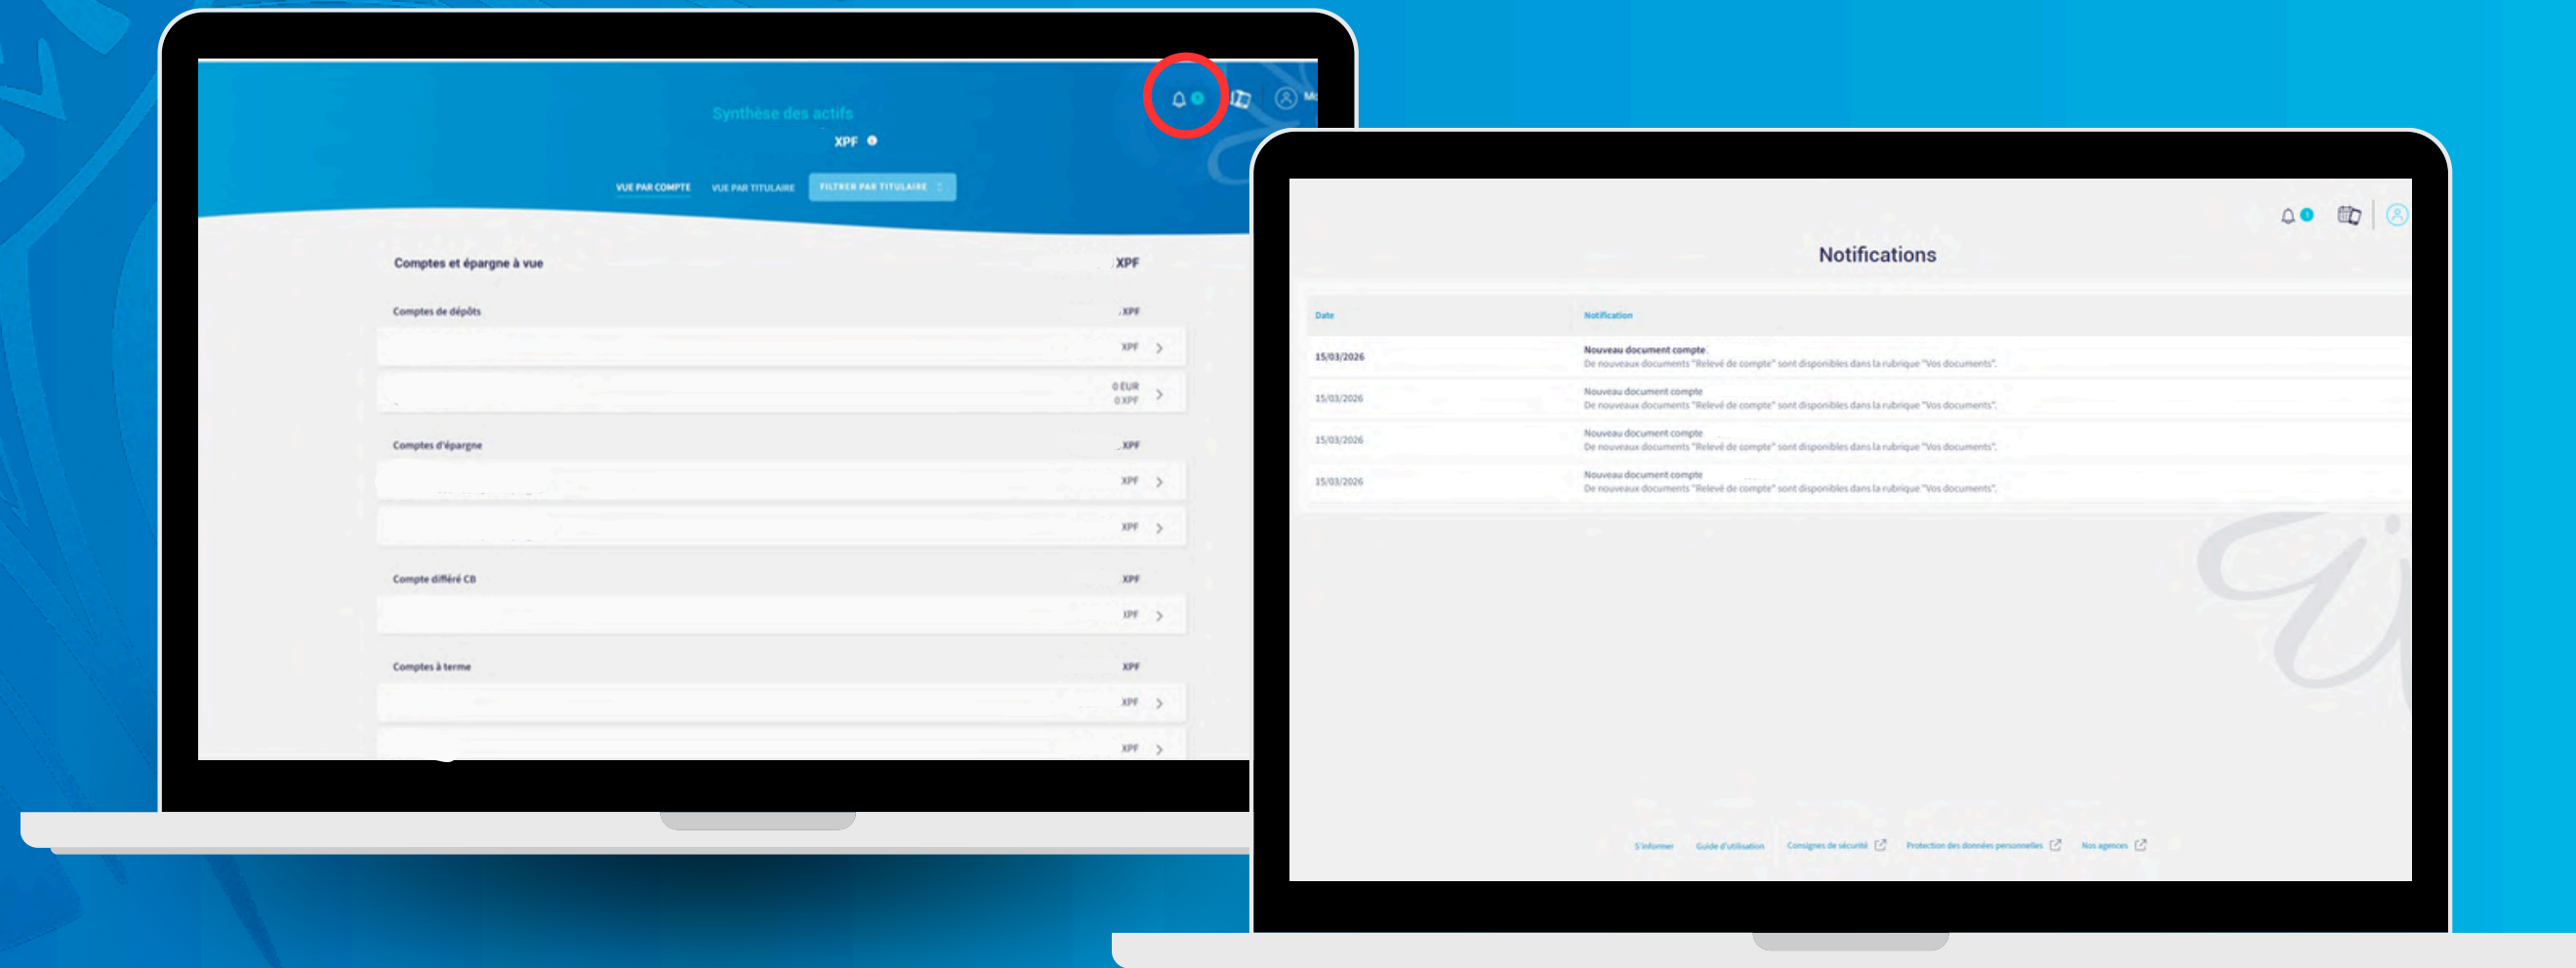 Synthèse des actifs
XPF
VUE PAR COMPTE VUE PAR TITULAIRE FILTRER PAR TITULAIRE
Comptes et épargne à vue XPF
Comptes de dépôts XPF
XPF
0 EUR
0 XPF
Comptes d'épargne XPF
XPF
XPF
Compte différé CB XPF
XPF
Comptes à terme XPF
XPF
XPF
Notifications
Date Notification
15/03/2026 Nouveau document compte
De nouveaux documents "Relevé de compte" sont disponibles dans la rubrique "Vos documents".
15/03/2026 Nouveau document compte
De nouveaux documents "Relevé de compte" sont disponibles dans la rubrique "Vos documents".
15/03/2026 Nouveau document compte
De nouveaux documents "Relevé de compte" sont disponibles dans la rubrique "Vos documents".
15/03/2026 Nouveau document compte
De nouveaux documents "Relevé de compte" sont disponibles dans la rubrique "Vos documents".
S'informer Guide d'utilisation Consignes de sécurité Protection des données personnelles Nos agences